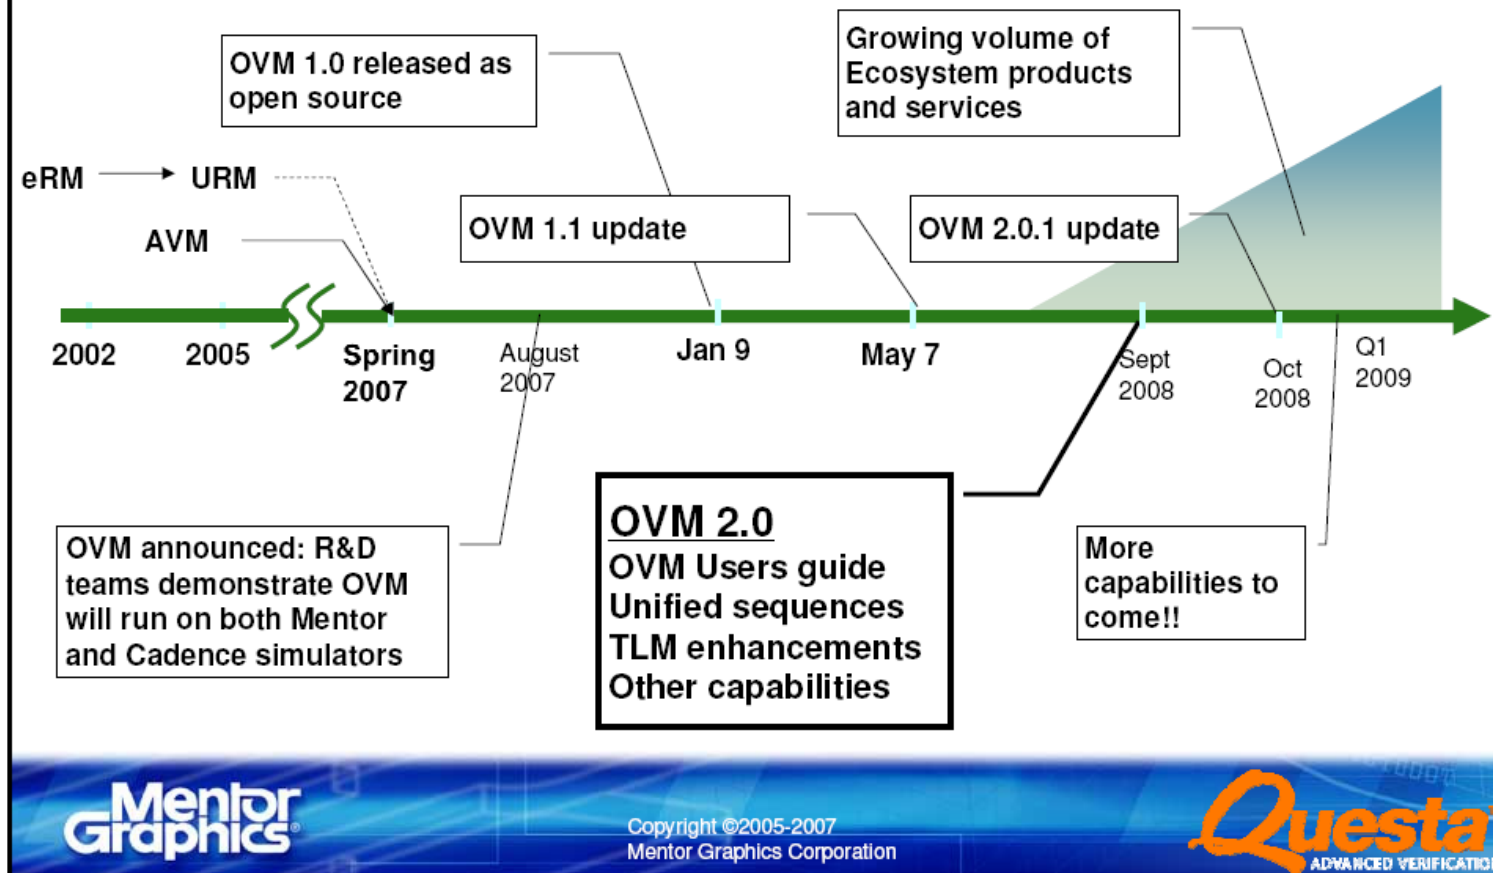 OVM 1.0 released as
open source
Growing volume of
Ecosystem products
and services
eRM URM
AVM
OVM 1.1 update
OVM 2.0.1 update
2002
2005
Spring
2007
August
2007
Jan 9
May 7
Sept
2008
Oct
2008
Q1
2009
OVM announced: R&D
teams demonstrate OVM
will run on both Mentor
and Cadence simulators
OVM 2.0
OVM Users guide
Unified sequences
TLM enhancements
Other capabilities
More
capabilities to
come!!
Mentor
Graphics®
Copyright ©2005-2007
Mentor Graphics Corporation
Questa
ADVANCED VERIFICATION